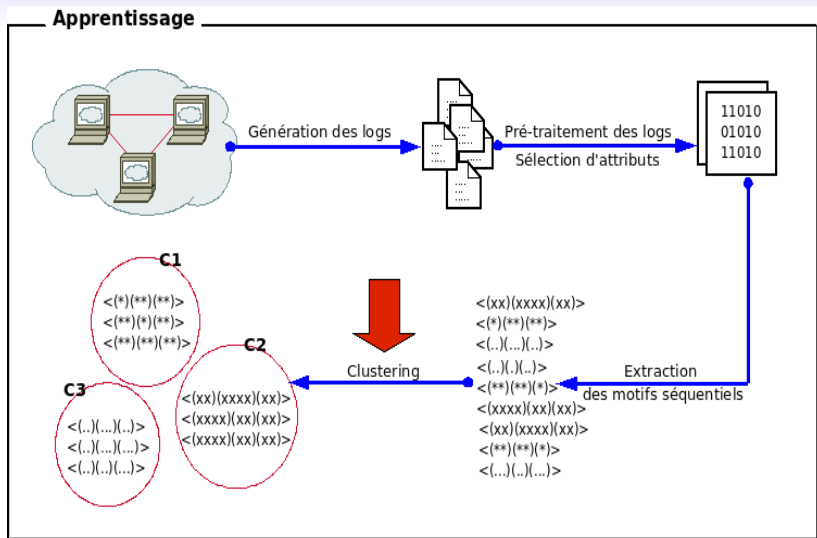 Apprentissage
Génération des logs
Pré-traitement des logs
Sélection d'attributs
11010
01010
11010
C1
<(*)(**)(**)>
<(**)(*)(**)>
<(**)(**)(**)>
C2
<(xx)(xxxx)(xx)>
<(xxxx)(xx)(xx)>
<(xxxx)(xx)(xx)>
C3
<(..)(...)(..)>
<(..)(...)(...)>
<(..)(..)(...)>
Clustering
<(xx)(xxxx)(xx)>
<(*)(**)(**)>
<(..)(...)(..)>
<(..)(.)(..)>
<(**)(**)(*)>
<(xxxx)(xx)(xx)>
<(xx)(xxxx)(xx)>
<(**)(**)(*)>
<(...)(..)(...)>
Extraction
des motifs séquentiels